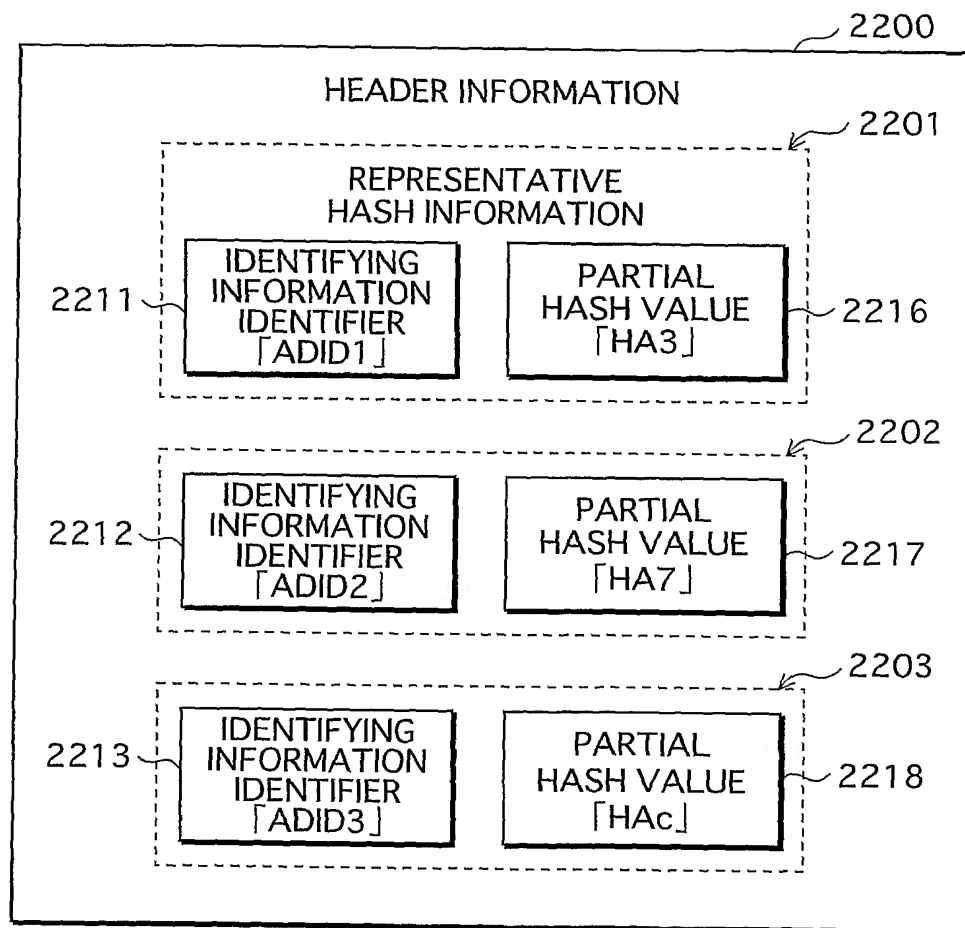 2200
HEADER INFORMATION
2201
REPRESENTATIVE
HASH INFORMATION
2211
IDENTIFYING
INFORMATION
IDENTIFIER
「ADID1」
PARTIAL
HASH VALUE
「HA3」
2216
2202
2212
IDENTIFYING
INFORMATION
IDENTIFIER
「ADID2」
PARTIAL
HASH VALUE
「HA7」
2217
2203
2213
IDENTIFYING
INFORMATION
IDENTIFIER
「ADID3」
PARTIAL
HASH VALUE
「HAc」
2218